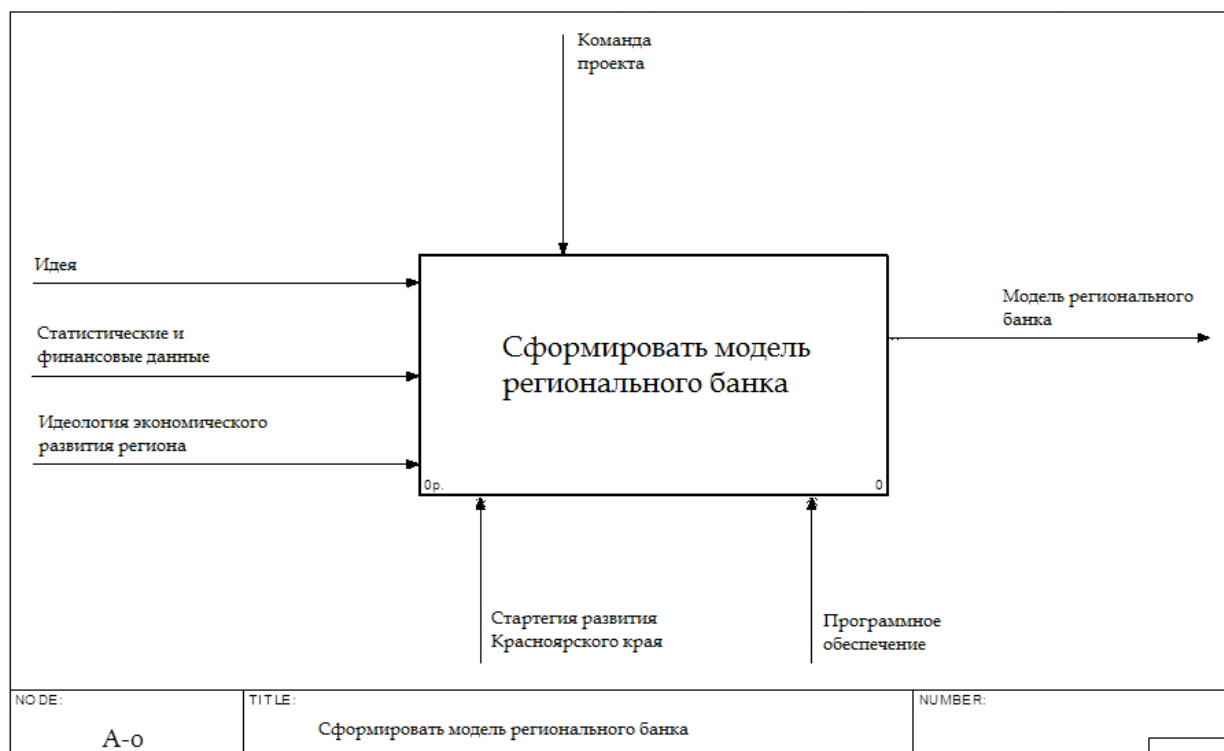 Команда
проекта
Идея
Статистические и
финансовые данные
Идеология экономического
развития региона
Сформировать модель
регионального банка
0р.
0
Модель регионального
банка
Стартегия развития
Красноярского края
Программное
обеспечение
NODE:
A-0
TITLE:
Сформировать модель регионального банка
NUMBER: